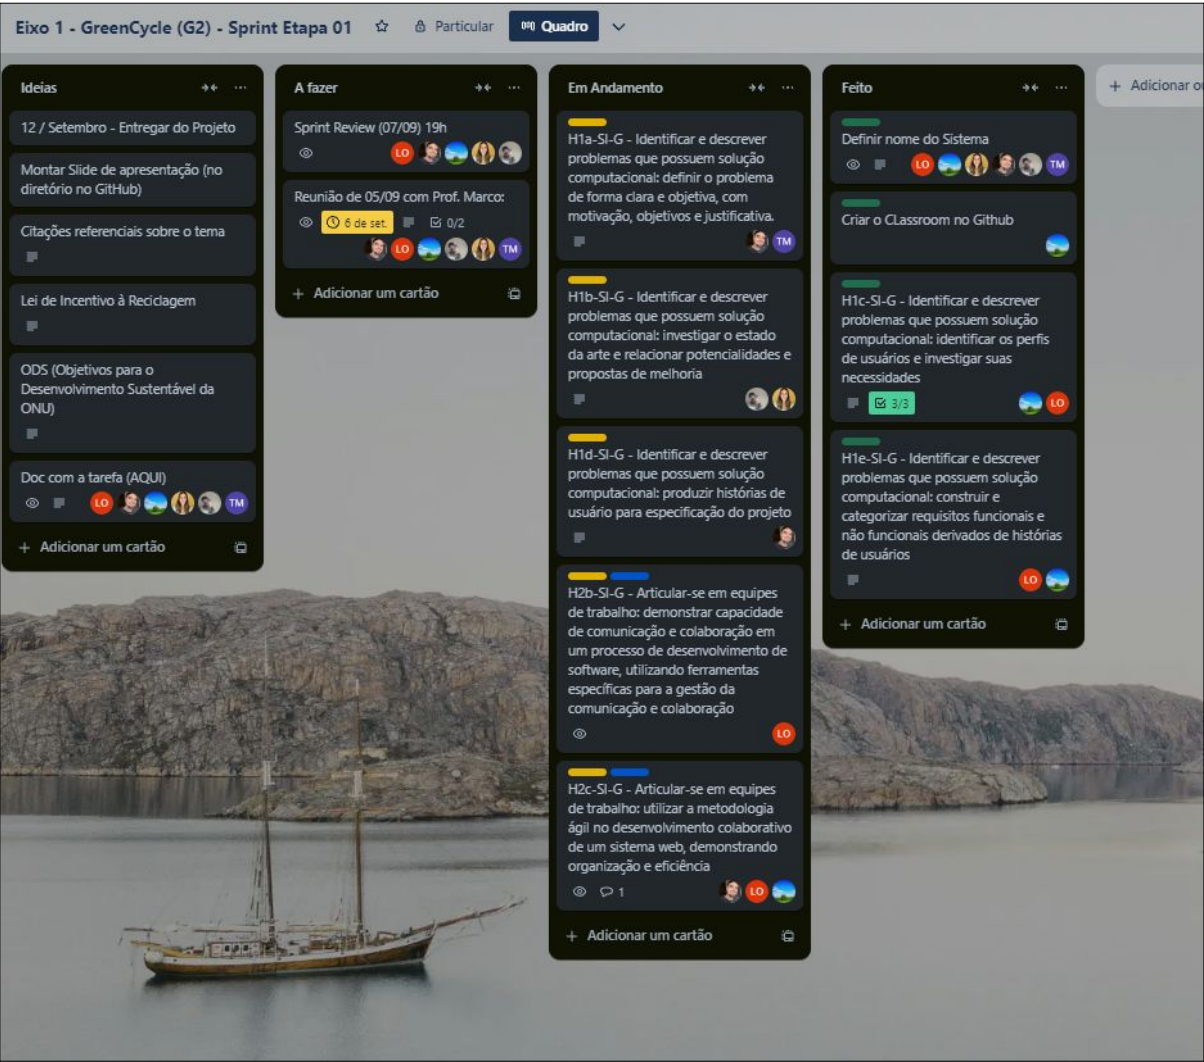 Eixo 1 - GreenCycle (G2) - Sprint Etapa 01
Particular
Quadro
Ideias
12 / Setembro - Entregar do Projeto
Montar Slide de apresentação (no
diretório no GitHub)
Citações referenciais sobre o tema
Lei de Incentivo à Reciclagem
ODS (Objetivos para o
Desenvolvimento Sustentável da
ONU)
Doc com a tarefa (AQUI)
LO
TM
+ Adicionar um cartão
A fazer
Sprint Review (07/09) 19h
LO
Reunião de 05/09 com Prof. Marco:
6 de set.
0/2
LO
TM
+ Adicionar um cartão
Em Andamento
H1a-SI-G - Identificar e descrever
problemas que possuem solução
computacional: definir o problema
de forma clara e objetiva, com
motivação, objetivos e justificativa.
TM
H1b-SI-G - Identificar e descrever
problemas que possuem solução
computacional: investigar o estado
da arte e relacionar potencialidades e
propostas de melhoria
H1d-SI-G - Identificar e descrever
problemas que possuem solução
computacional: produzir histórias de
usuário para especificação do projeto
H2b-SI-G - Articular-se em equipes
de trabalho: demonstrar capacidade
de comunicação e colaboração em
um processo de desenvolvimento de
software, utilizando ferramentas
específicas para a gestão da
comunicação e colaboração
LO
H2c-SI-G - Articular-se em equipes
de trabalho: utilizar a metodologia
ágil no desenvolvimento colaborativo
de um sistema web, demonstrando
organização e eficiência
1
LO
+ Adicionar um cartão
Feito
Definir nome do Sistema
LO
TM
Criar o CLassroom no Github
H1c-SI-G - Identificar e descrever
problemas que possuem solução
computacional: identificar os perfis
de usuários e investigar suas
necessidades
3/3
LO
H1e-SI-G - Identificar e descrever
problemas que possuem solução
computacional: construir e
categorizar requisitos funcionais e
não funcionais derivados de histórias
de usuários
LO
+ Adicionar um cartão
+ Adicionar ou